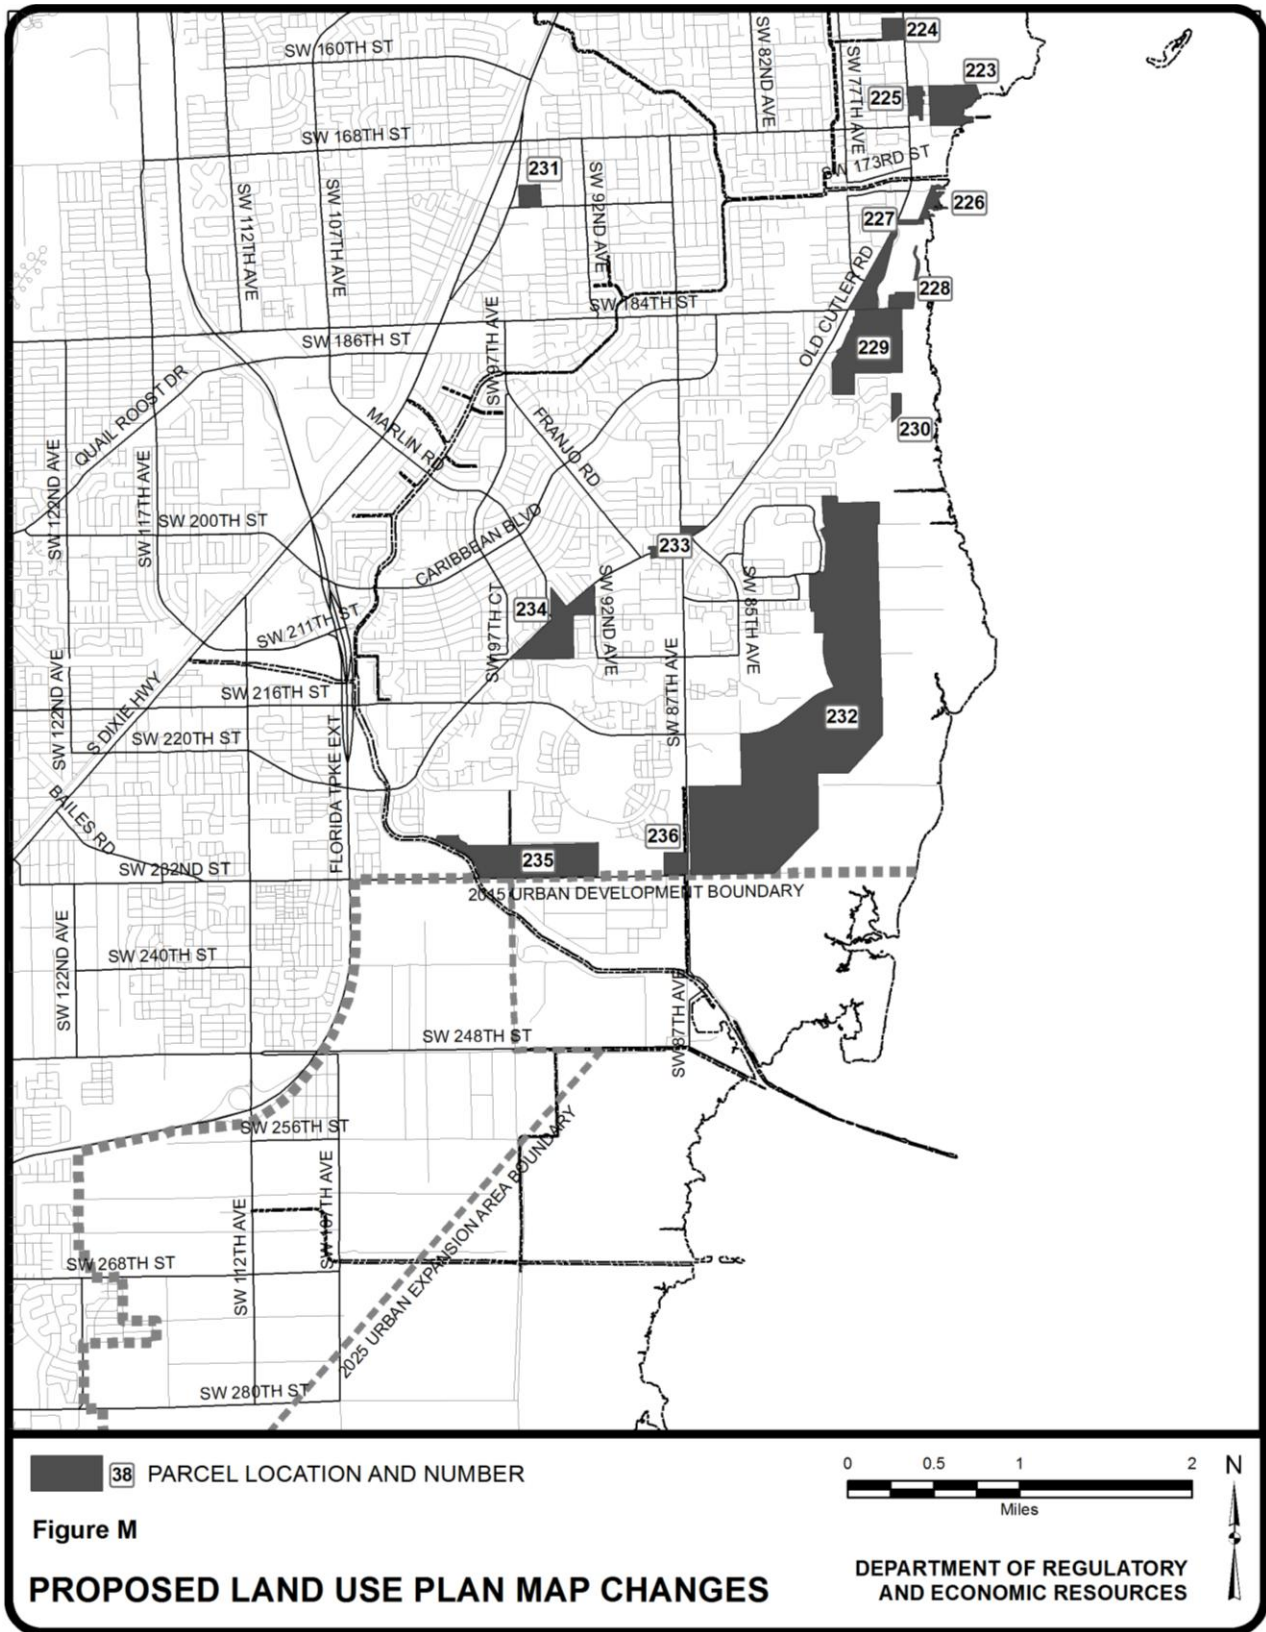 224
SW 160TH ST
SW 82ND AVE
SW 77TH AVE
223
225
SW 168TH ST
SW 173RD ST
231
SW 112TH AVE
SW 107TH AVE
SW 92ND AVE
226
227
OLD CUTLER RD
228
SW 184TH ST
SW 186TH ST
SW 97TH AVE
229
QUAIL ROOST DR
MARLIN RD
FRANJO RD
230
SW 122ND AVE
SW 117TH AVE
SW 200TH ST
CARIBBEAN BLVD
233
234
SW 97TH CT
SW 92ND AVE
SW 85TH AVE
SW 211TH ST
SW 122ND AVE
S DIXIE HWY
SW 216TH ST
SW 87TH AVE
232
SW 220TH ST
FLORIDA TPKE EXT
BAILES RD
236
235
SW 232ND ST
2015 URBAN DEVELOPMENT BOUNDARY
SW 122ND AVE
SW 240TH ST
SW 87TH AVE
SW 248TH ST
SW 256TH ST
2025 URBAN EXPANSION AREA BOUNDARY
SW 107TH AVE
SW 112TH AVE
SW 268TH ST
SW 280TH ST
38 PARCEL LOCATION AND NUMBER
0 0.5 1 2
Miles
N
Figure M
PROPOSED LAND USE PLAN MAP CHANGES
DEPARTMENT OF REGULATORY
AND ECONOMIC RESOURCES